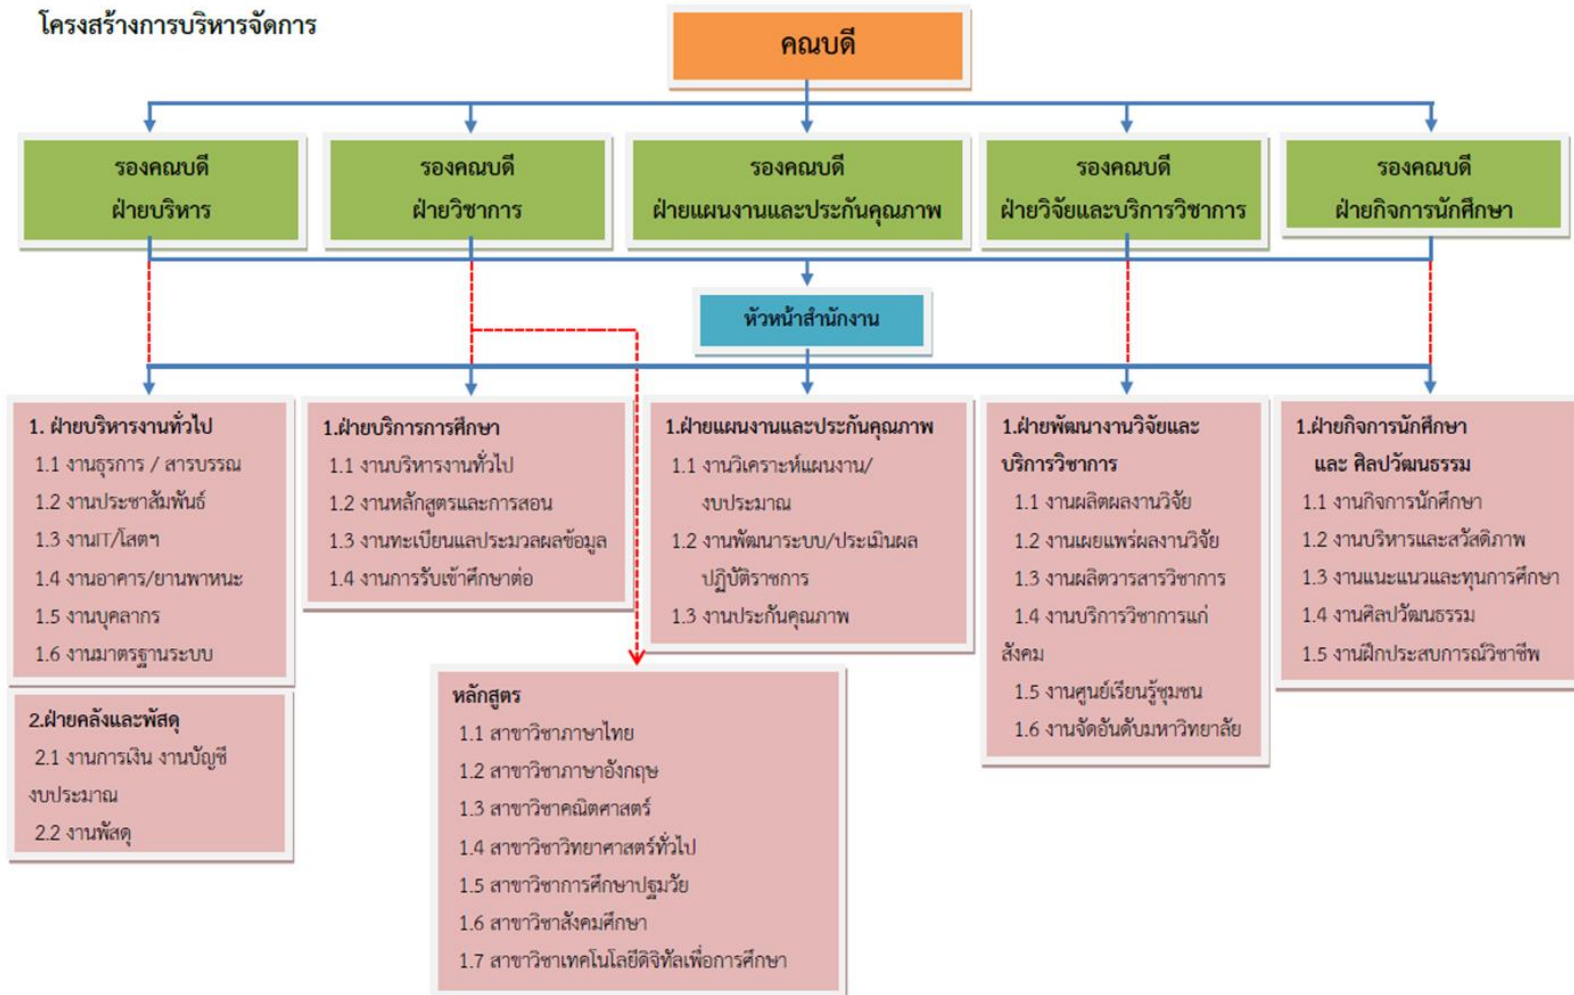 โครงสร้างการบริหารจัดการ
คณบดี
รองคณบดี
ฝ่ายบริหาร
รองคณบดี
ฝ่ายวิชาการ
รองคณบดี
ฝ่ายแผนงานและประกันคุณภาพ
รองคณบดี
ฝ่ายวิจัยและบริการวิชาการ
รองคณบดี
ฝ่ายกิจการนักศึกษา
หัวหน้าสำนักงาน
1. ฝ่ายบริหารงานทั่วไป
1.1 งานธุรการ / สารบรรณ
1.2 งานประชาสัมพันธ์
1.3 งานIT/โสตฯ
1.4 งานอาคาร/ยานพาหนะ
1.5 งานบุคลากร
1.6 งานมาตรฐานระบบ
2.ฝ่ายคลังและพัสดุ
2.1 งานการเงิน งานบัญชี
งบประมาณ
2.2 งานพัสดุ
1.ฝ่ายบริการการศึกษา
1.1 งานบริหารงานทั่วไป
1.2 งานหลักสูตรและการสอน
1.3 งานทะเบียนแลประมวลผลข้อมูล
1.4 งานการรับเข้าศึกษาต่อ
หลักสูตร
1.1 สาขาวิชาภาษาไทย
1.2 สาขาวิชาภาษาอังกฤษ
1.3 สาขาวิชาคณิตศาสตร์
1.4 สาขาวิชาวิทยาศาสตร์ทั่วไป
1.5 สาขาวิชาการศึกษาปฐมวัย
1.6 สาขาวิชาสังคมศึกษา
1.7 สาขาวิชาเทคโนโลยีดิจิทัลเพื่อการศึกษา
1.ฝ่ายแผนงานและประกันคุณภาพ
1.1 งานวิเคราะห์แผนงาน/
งบประมาณ
1.2 งานพัฒนาระบบ/ประเมินผล
ปฏิบัติราชการ
1.3 งานประกันคุณภาพ
1.ฝ่ายพัฒนางานวิจัยและ
บริการวิชาการ
1.1 งานผลิตผลงานวิจัย
1.2 งานเผยแพร่ผลงานวิจัย
1.3 งานผลิตวารสารวิชาการ
1.4 งานบริการวิชาการแก่
สังคม
1.5 งานศูนย์เรียนรู้ชุมชน
1.6 งานจัดอันดับมหาวิทยาลัย
1.ฝ่ายกิจการนักศึกษา
และ ศิลปวัฒนธรรม
1.1 งานกิจการนักศึกษา
1.2 งานบริหารและสวัสดิภาพ
1.3 งานแนะแนวและทุนการศึกษา
1.4 งานศิลปวัฒนธรรม
1.5 งานฝึกประสบการณ์วิชาชีพ